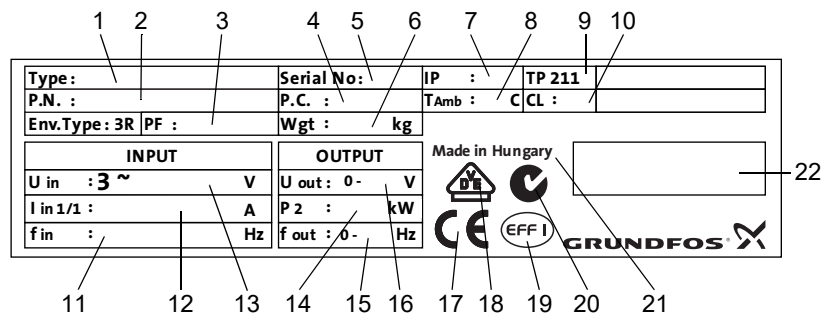 1 2 3 4 5 6 7 8 9 10
Type: Serial No: IP : TP 211
P.N. : P.C. : TAmb : C CL :
Env.Type: 3R PF : Wgt : kg
INPUT OUTPUT Made in Hungary
U in : 3 ~ V U out : 0 - V VDE 22
I in 1/1 : A P 2 : kW
f in : Hz f out : 0 - Hz CE EFF I GRUNDFOS
11 12 13 14 15 16 17 18 19 20 21